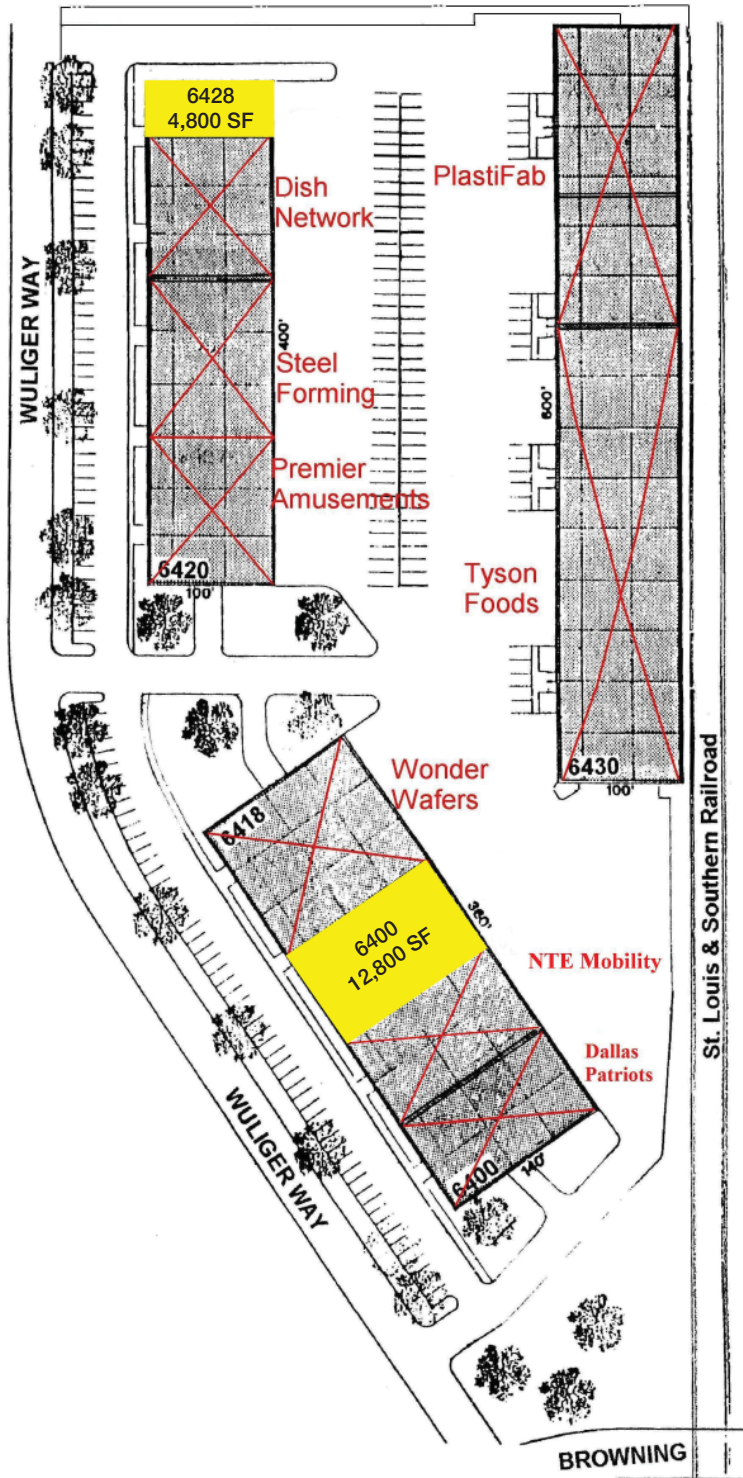 6428
4,800 SF
Dish
Network
PlastiFab
WULIGER WAY
400'
600'
Steel
Forming
Premier
Amusements
6420
100'
Tyson
Foods
6430
100'
Wonder
Wafers
6418
360'
6400
12,800 SF
NTE Mobility
Dallas
Patriots
St. Louis & Southern Railroad
WULIGER WAY
6400
140'
BROWNING